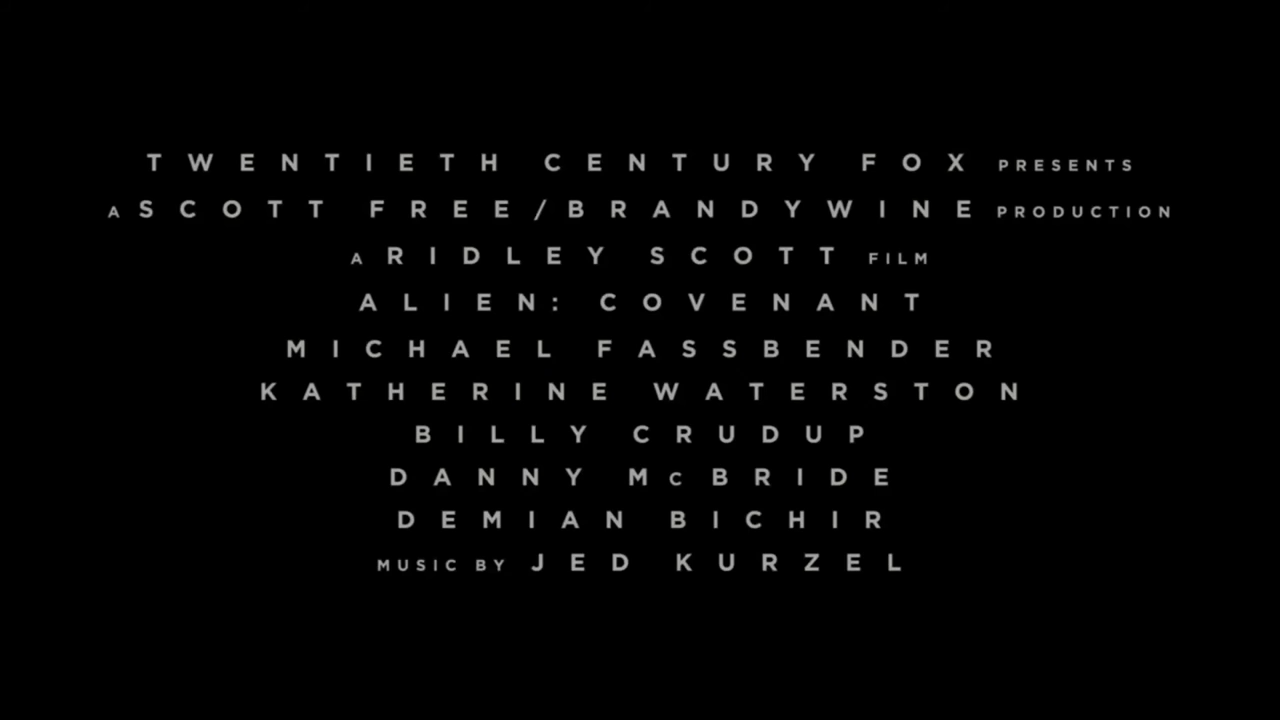 TWENTIETH CENTURY FOX PRESENTS
A SCOTT FREE/BRANDYWINE PRODUCTION
A RIDLEY SCOTT FILM
ALIEN: COVENANT
MICHAEL FASSBENDER
KATHERINE WATERSTON
BILLY CRUDUP
DANNY McBRIDE
DEMIAN BICHIR
MUSIC BY JED KURZEL